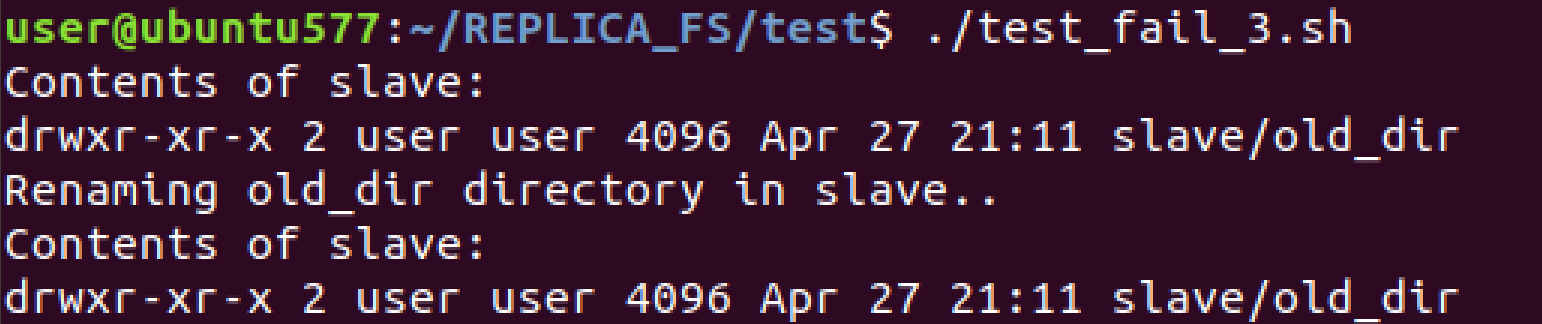 user@ubuntu577:~/REPLICA_FS/test$ ./test_fail_3.sh
Contents of slave:
drwxr-xr-x 2 user user 4096 Apr 27 21:11 slave/old_dir
Renaming old_dir directory in slave..
Contents of slave:
drwxr-xr-x 2 user user 4096 Apr 27 21:11 slave/old_dir